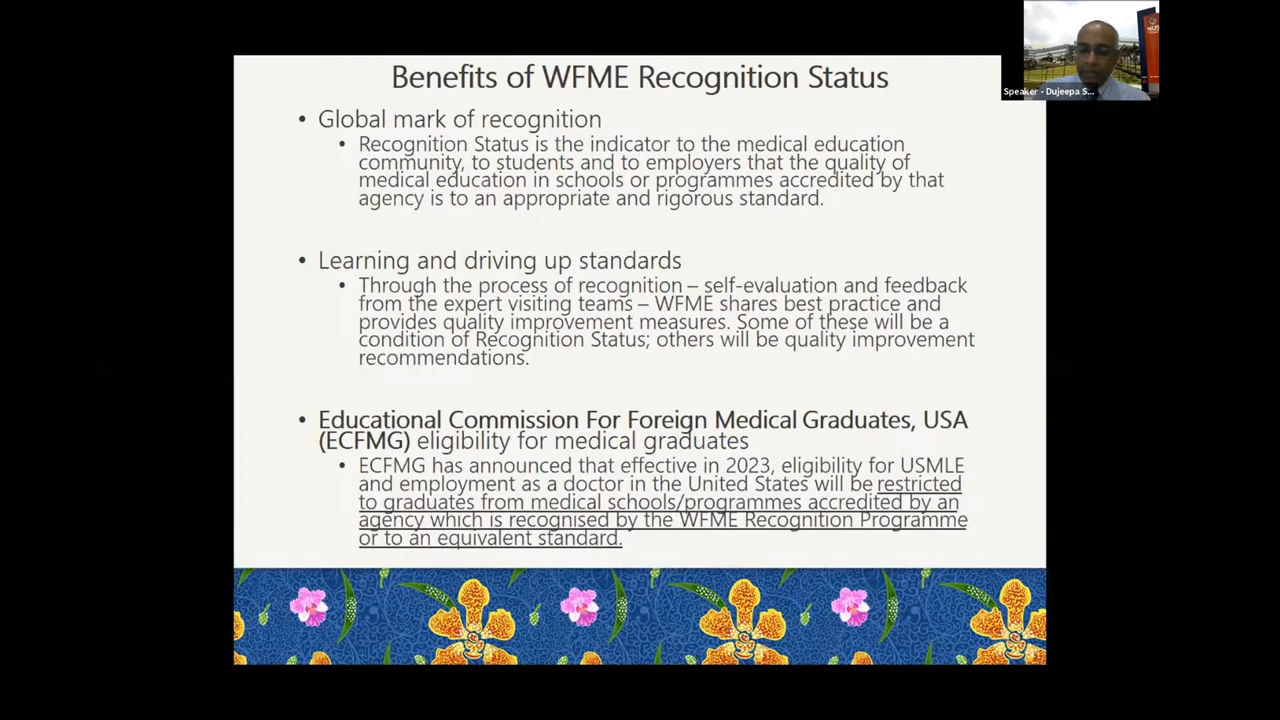 Benefits of WFME Recognition Status
• Global mark of recognition
• Recognition Status is the indicator to the medical education
community, to students and to employers that the quality of
medical education in schools or programmes accredited by that
agency is to an appropriate and rigorous standard.
• Learning and driving up standards
• Through the process of recognition – self-evaluation and feedback
from the expert visiting teams – WFME shares best practice and
provides quality improvement measures. Some of these will be a
condition of Recognition Status; others will be quality improvement
recommendations.
• Educational Commission For Foreign Medical Graduates, USA
(ECFMG) eligibility for medical graduates
• ECFMG has announced that effective in 2023, eligibility for USMLE
and employment as a doctor in the United States will be restricted
to graduates from medical schools/programmes accredited by an
agency which is recognised by the WFME Recognition Programme
or to an equivalent standard.
NUS
Speaker - Dujeepa S...